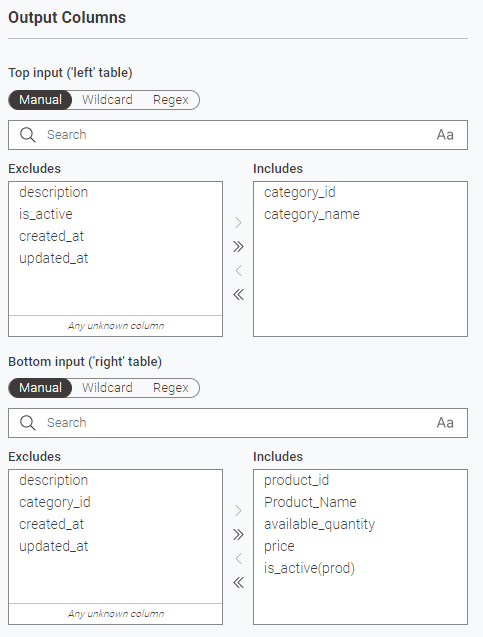 Output Columns
Top input ('left' table)
Manual Wildcard Regex
Search Aa
Excludes Includes
description category_id
is_active category_name
created_at
updated_at
Any unknown column
Bottom input ('right' table)
Manual Wildcard Regex
Search Aa
Excludes Includes
description product_id
category_id Product_Name
created_at available_quantity
updated_at price
is_active(prod)
Any unknown column